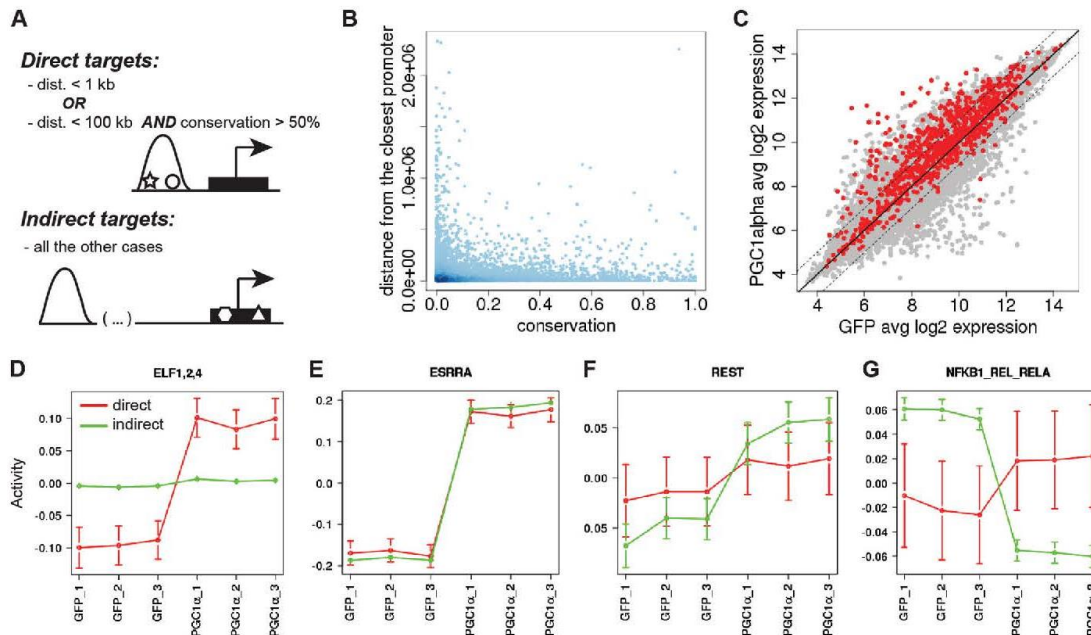 A
Direct targets:
- dist. < 1 kb
OR
- dist. < 100 kb AND conservation > 50%
Indirect targets:
- all the other cases
( ... )
B
distance from the closest promoter
2.0e+06
1.0e+06
0.0e+00
0.0 0.2 0.4 0.6 0.8 1.0
conservation
C
PGC1alpha avg log2 expression
14
12
10
8
6
4
4 6 8 10 12 14
GFP avg log2 expression
D
ELF1,2,4
direct
indirect
Activity
0.10
0.05
0.00
-0.05
-0.10
GFP_1 GFP_2 GFP_3 PGC1α_1 PGC1α_2 PGC1α_3
E
ESRRA
0.2
0.1
0.0
-0.1
-0.2
GFP_1 GFP_2 GFP_3 PGC1α_1 PGC1α_2 PGC1α_3
F
REST
0.05
0.00
0.05
GFP_1 GFP_2 GFP_3 PGC1α_1 PGC1α_2 PGC1α_3
G
NFKB1_REL_RELA
0.06
0.04
0.02
0.00
-0.02
-0.04
-0.06
GFP_1 GFP_2 GFP_3 PGC1α_1 PGC1α_2